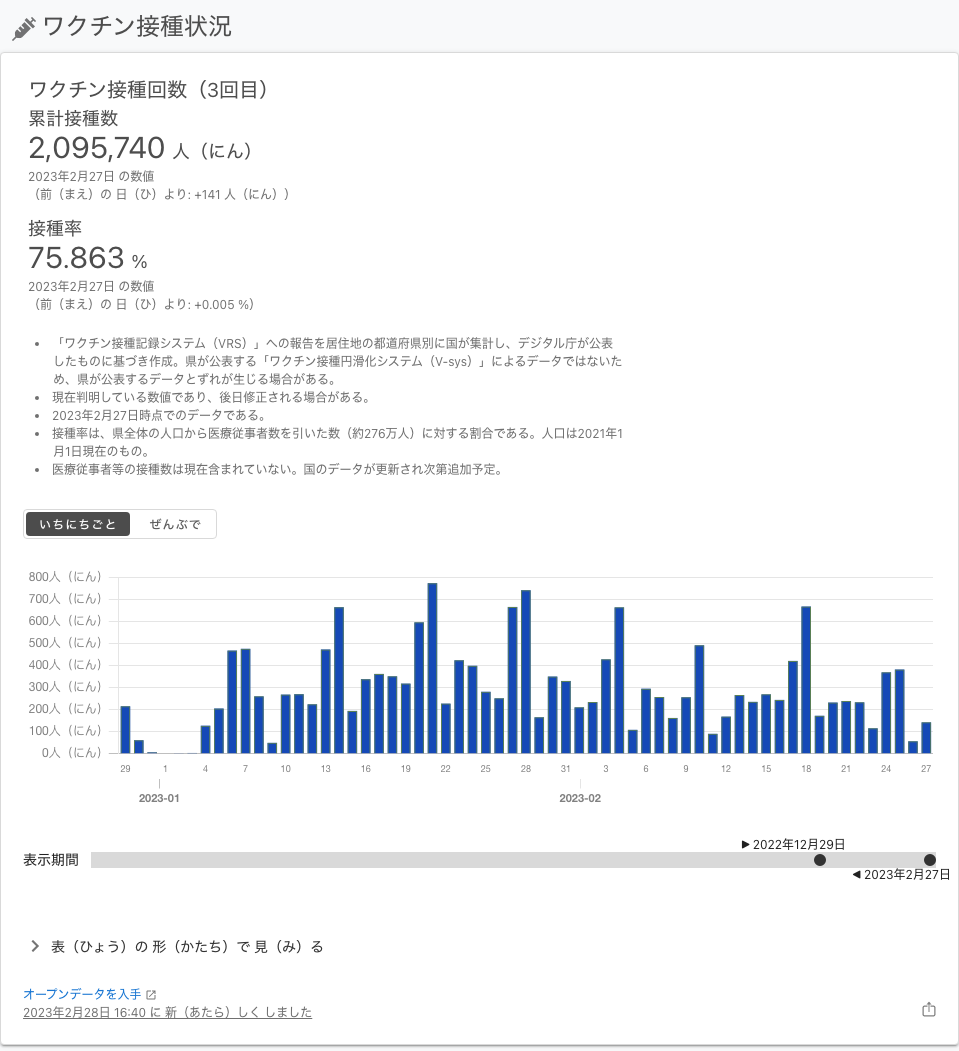 ワクチン接種状況
ワクチン接種回数（3回目）
累計接種数
2,095,740 人（にん）
2023年2月27日 の数値
（前（まえ）の 日（ひ）より: +141 人（にん））
接種率
75.863 %
2023年2月27日 の数値
（前（まえ）の 日（ひ）より: +0.005 %）
• 「ワクチン接種記録システム（VRS）」への報告を居住地の都道府県別に国が集計し、デジタル庁が公表
したものに基づき作成。県が公表する「ワクチン接種円滑化システム（V-sys）」によるデータではないた
め、県が公表するデータとずれが生じる場合がある。
• 現在判明している数値であり、後日修正される場合がある。
• 2023年2月27日時点でのデータである。
• 接種率は、県全体の人口から医療従事者数を引いた数（約276万人）に対する割合である。人口は2021年1
月1日現在のもの。
• 医療従事者等の接種数は現在含まれていない。国のデータが更新され次第追加予定。
いちにちごと ぜんぶで
800人（にん）
700人（にん）
600人（にん）
500人（にん）
400人（にん）
300人（にん）
200人（にん）
100人（にん）
0人（にん）
29 1 4 7 10 13 16 19 22 25 28 31 3 6 9 12 15 18 21 24 27
2023-01 2023-02
▶ 2022年12月29日
表示期間
◀ 2023年2月27日
表（ひょう）の 形（かたち）で 見（み）る
オープンデータを入手
2023年2月28日 16:40 に 新（あたら）しく しました